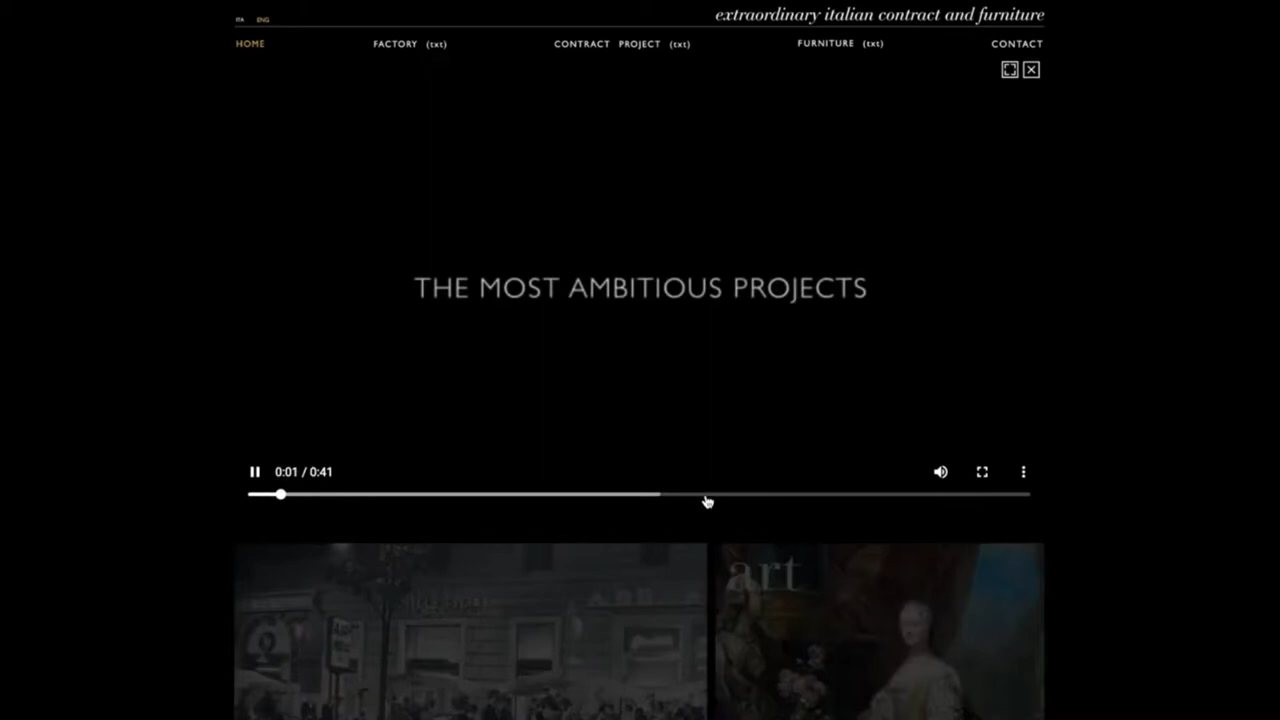 ITA ENG
extraordinary italian contract and furniture
HOME FACTORY (txt) CONTRACT PROJECT (txt) FURNITURE (txt) CONTACT
THE MOST AMBITIOUS PROJECTS
0:01 / 0:41
art